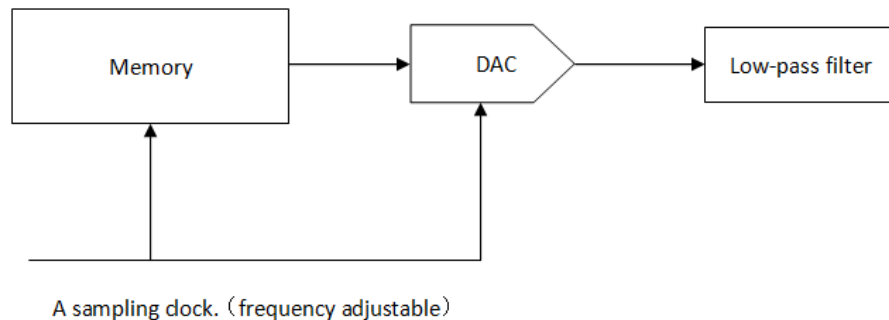 Memory
DAC
Low-pass filter
A sampling clock.（frequency adjustable）